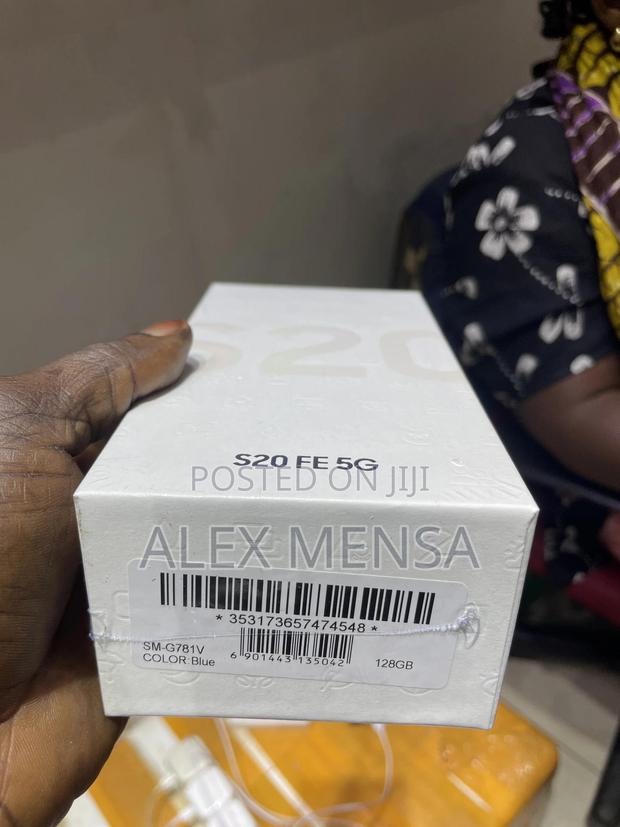 S20
S20 FE 5G
POSTED ON JIJI
ALEX MENSA
* 353173657474548 *
SM-G781V
COLOR:Blue
6 901443 135042
128GB